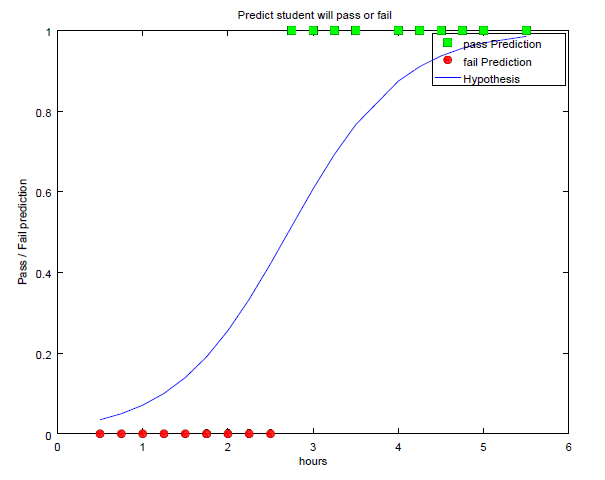 Predict student will pass or fail
pass Prediction
fail Prediction
Hypothesis
Pass / Fail prediction
1
0.8
0.6
0.4
0.2
0
0 1 2 3 4 5 6
hours